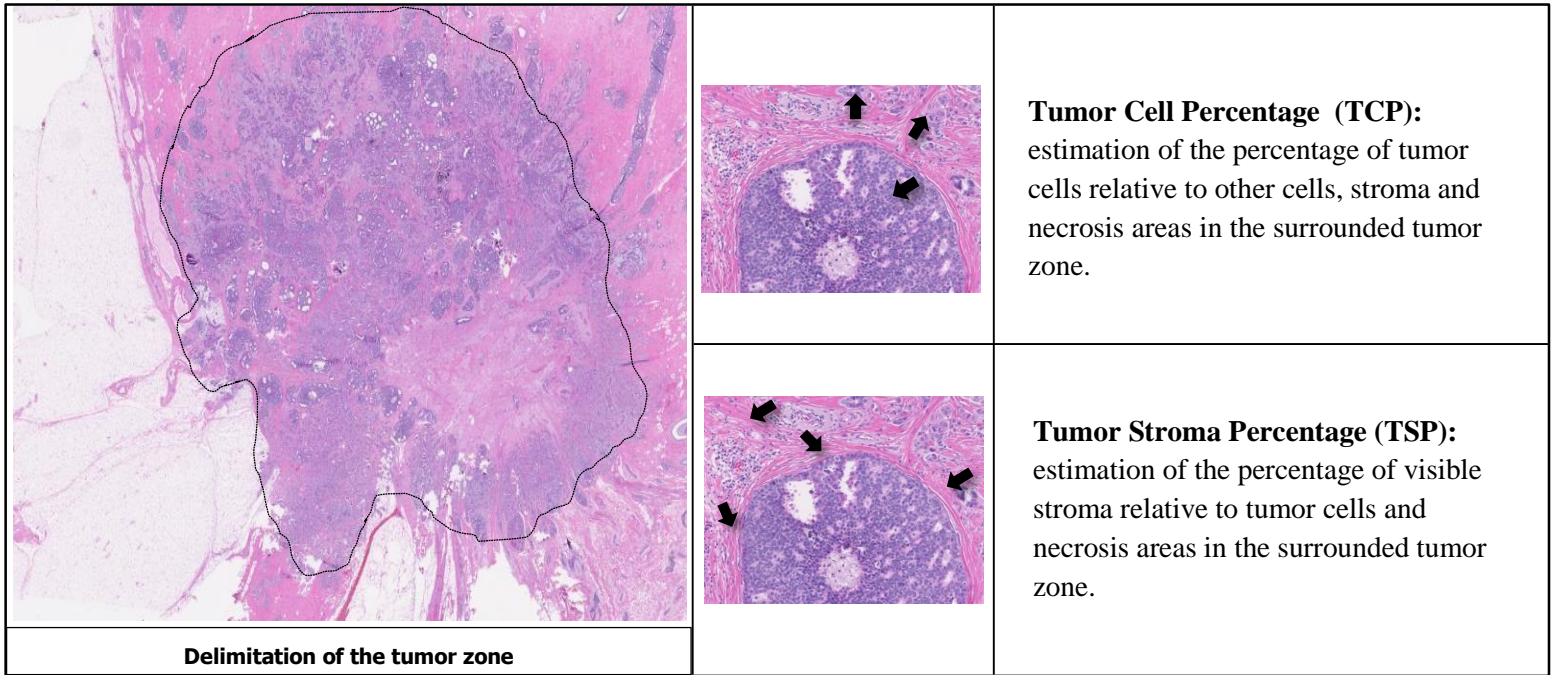 Tumor Cell Percentage (TCP):
estimation of the percentage of tumor
cells relative to other cells, stroma and
necrosis areas in the surrounded tumor
zone.
Tumor Stroma Percentage (TSP):
estimation of the percentage of visible
stroma relative to tumor cells and
necrosis areas in the surrounded tumor
zone.
Delimitation of the tumor zone